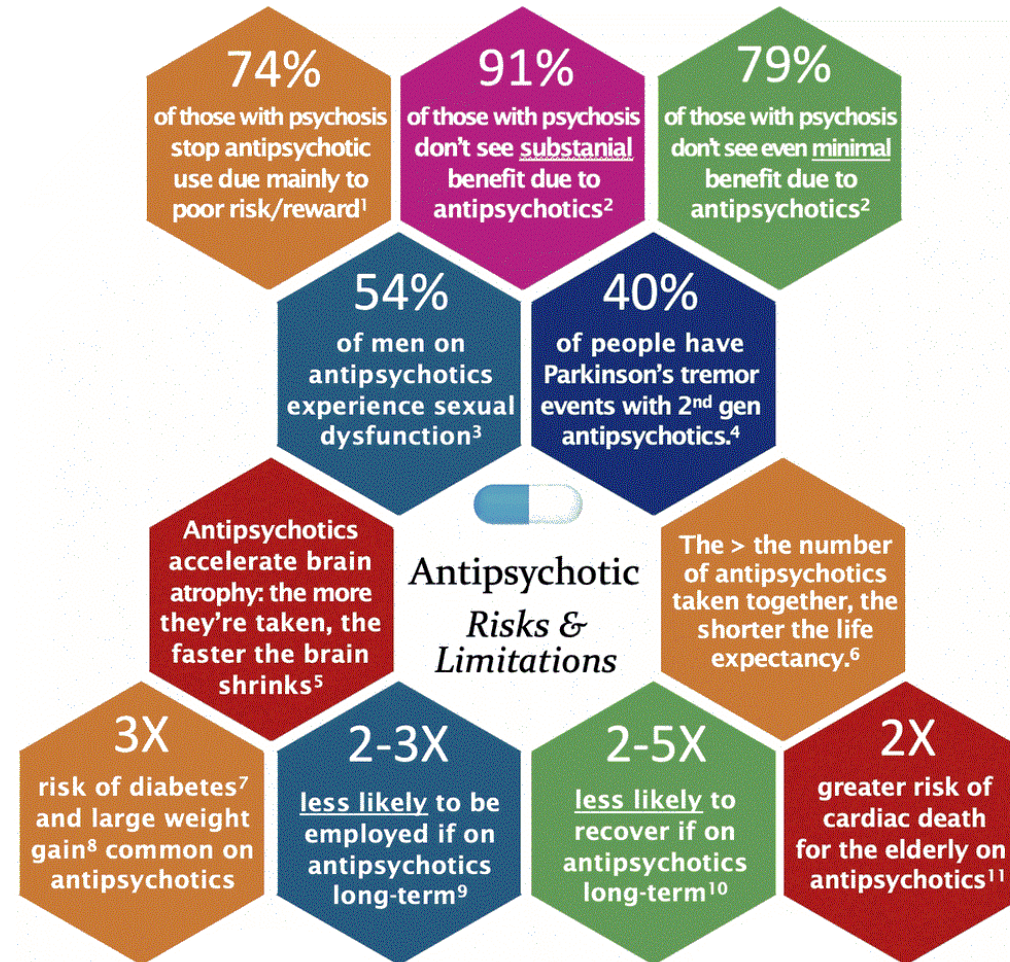 74%
of those with psychosis
stop antipsychotic
use due mainly to
poor risk/reward¹
91%
of those with psychosis
don't see substanial
benefit due to
antipsychotics²
79%
of those with psychosis
don't see even minimal
benefit due to
antipsychotics²
54%
of men on
antipsychotics
experience sexual
dysfunction³
40%
of people have
Parkinson's tremor
events with 2ⁿᵈ gen
antipsychotics.⁴
Antipsychotics
accelerate brain
atrophy: the more
they're taken, the
faster the brain
shrinks⁵
Antipsychotic
Risks &
Limitations
The > the number
of antipsychotics
taken together, the
shorter the life
expectancy.⁶
3X
risk of diabetes⁷
and large weight
gain⁸ common on
antipsychotics
2-3X
less likely to be
employed if on
antipsychotics
long-term⁹
2-5X
less likely to
recover if on
antipsychotics
long-term¹⁰
2X
greater risk of
cardiac death
for the elderly on
antipsychotics¹¹